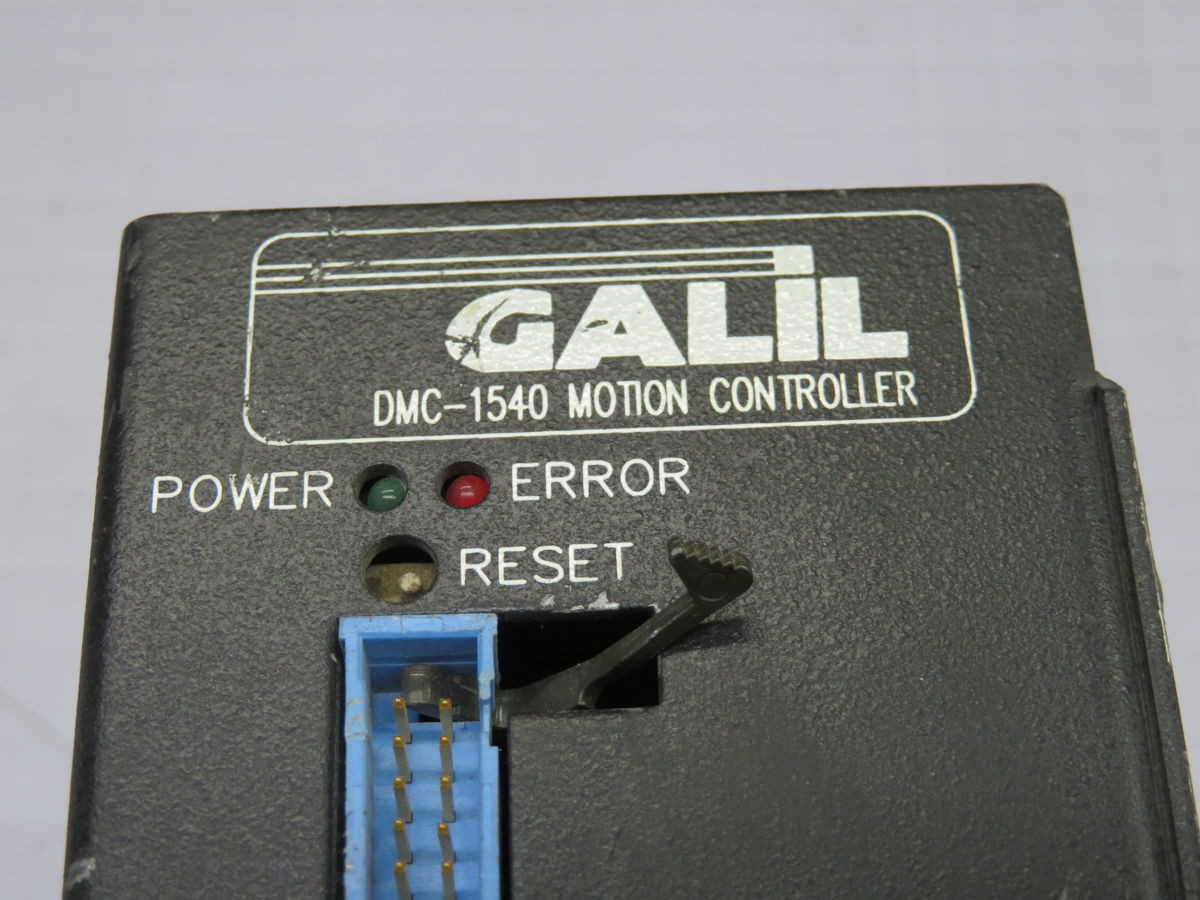 GALIL
DMC-1540 MOTION CONTROLLER
POWER ERROR
RESET